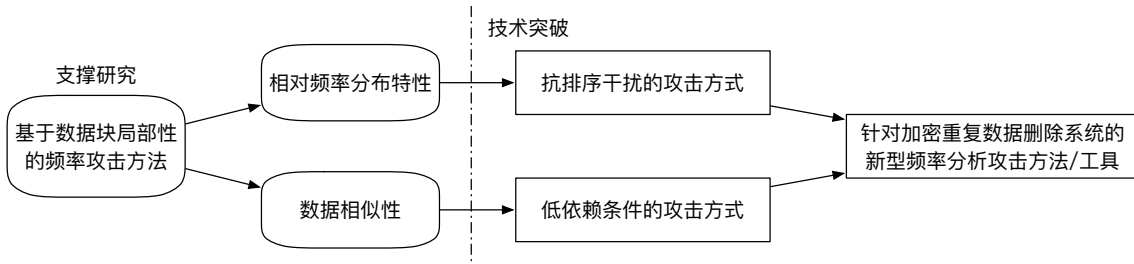 技术突破
支撑研究
相对频率分布特性
抗排序干扰的攻击方式
基于数据块局部性
的频率攻击方法
针对加密重复数据删除系统的
新型频率分析攻击方法/工具
数据相似性
低依赖条件的攻击方式